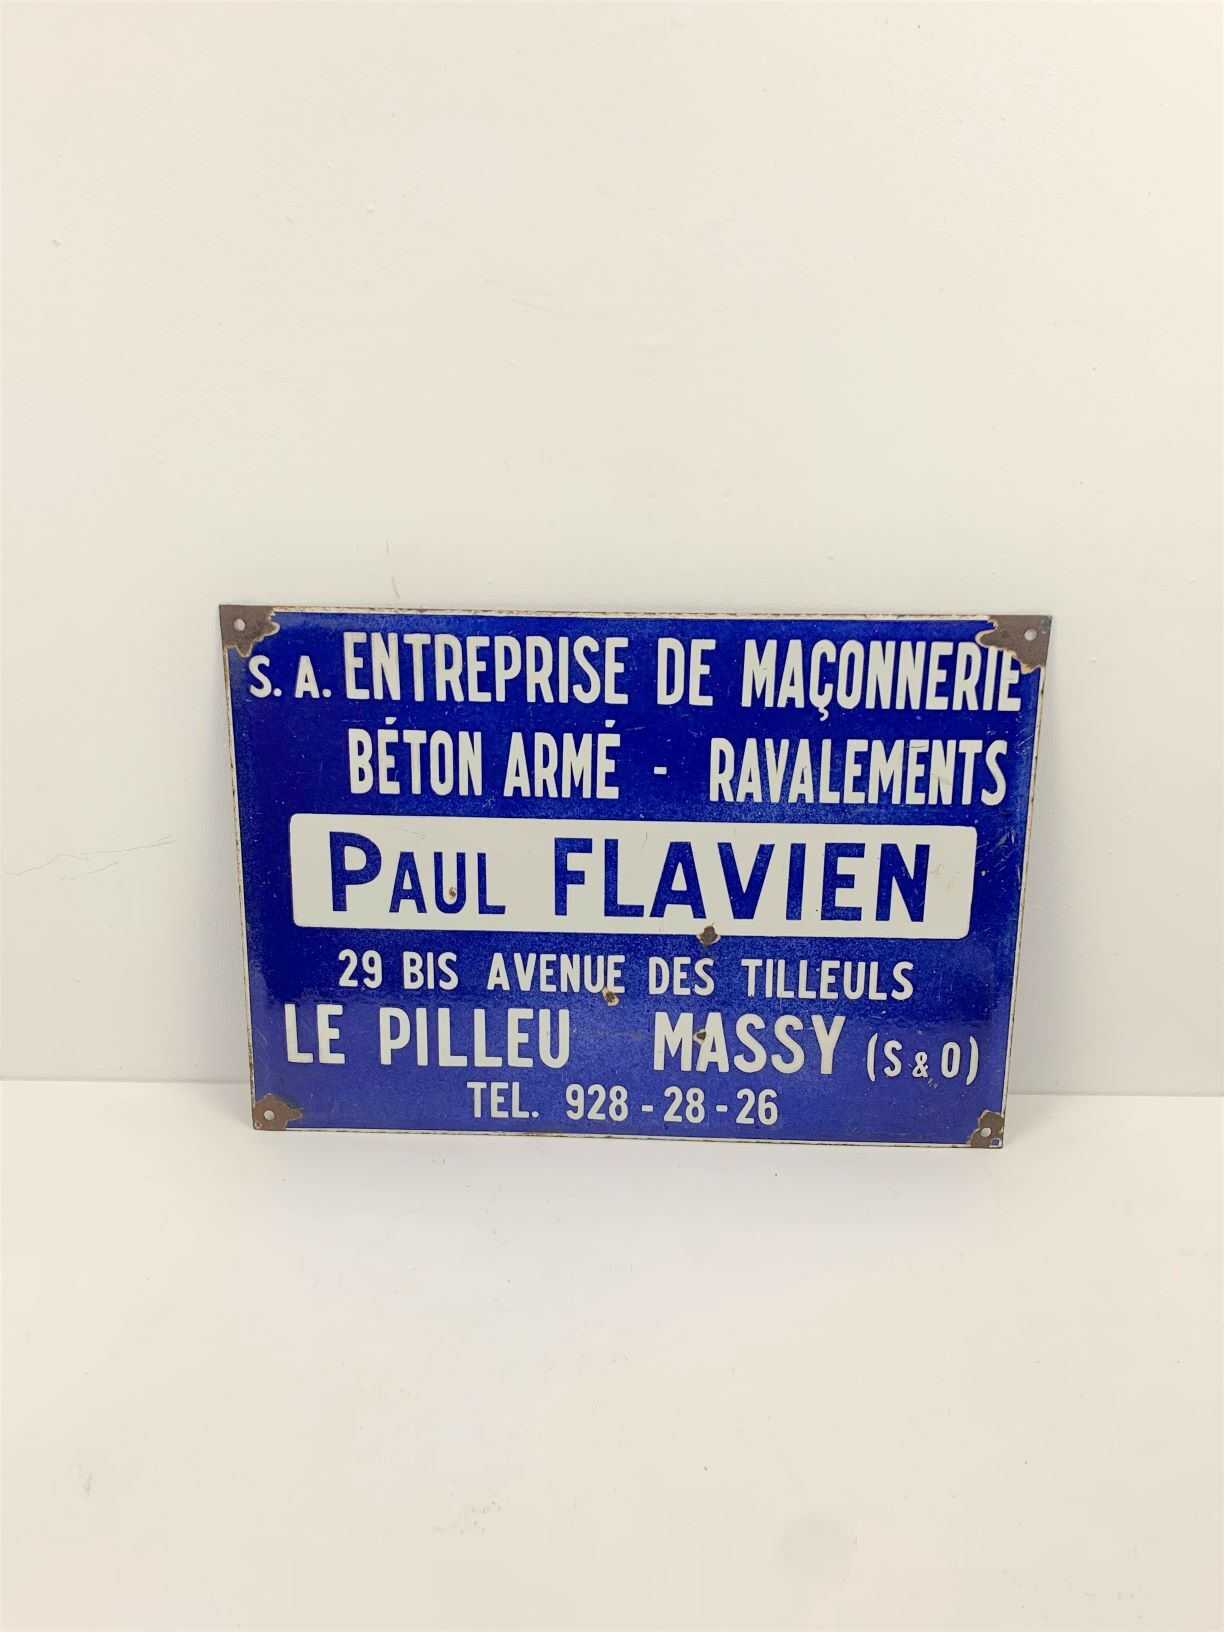 S. A. ENTREPRISE DE MAÇONNERIE
BÉTON ARMÉ - RAVALEMENTS
PAUL FLAVIEN
29 BIS AVENUE DES TILLEULS
LE PILLEU MASSY (S & O)
TEL. 928-28-26